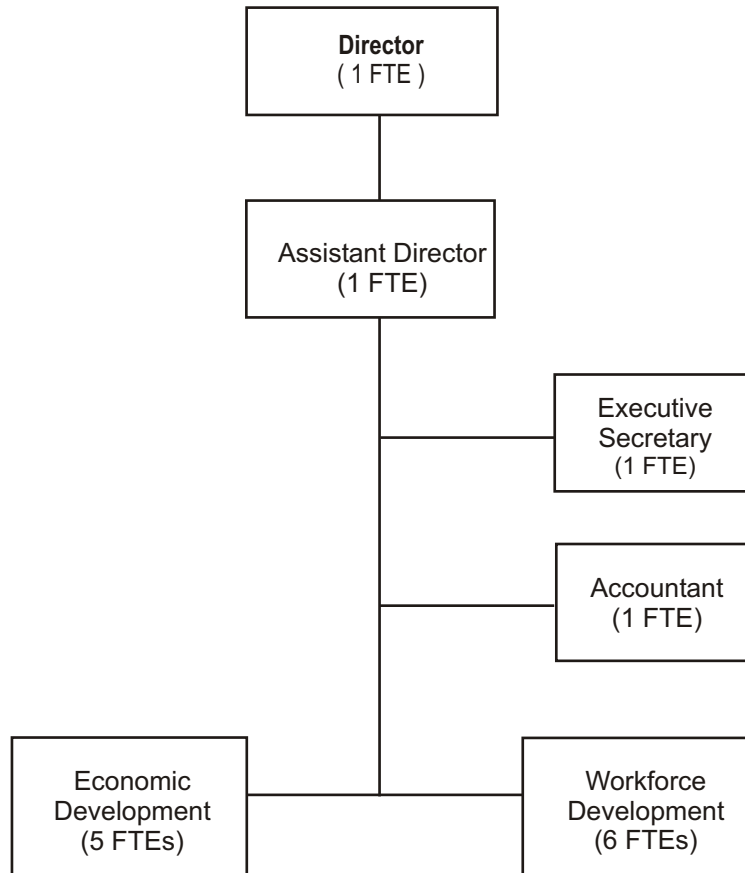 Director
( 1 FTE )
Assistant Director
(1 FTE)
Executive
Secretary
(1 FTE)
Accountant
(1 FTE)
Economic
Development
(5 FTEs)
Workforce
Development
(6 FTEs)